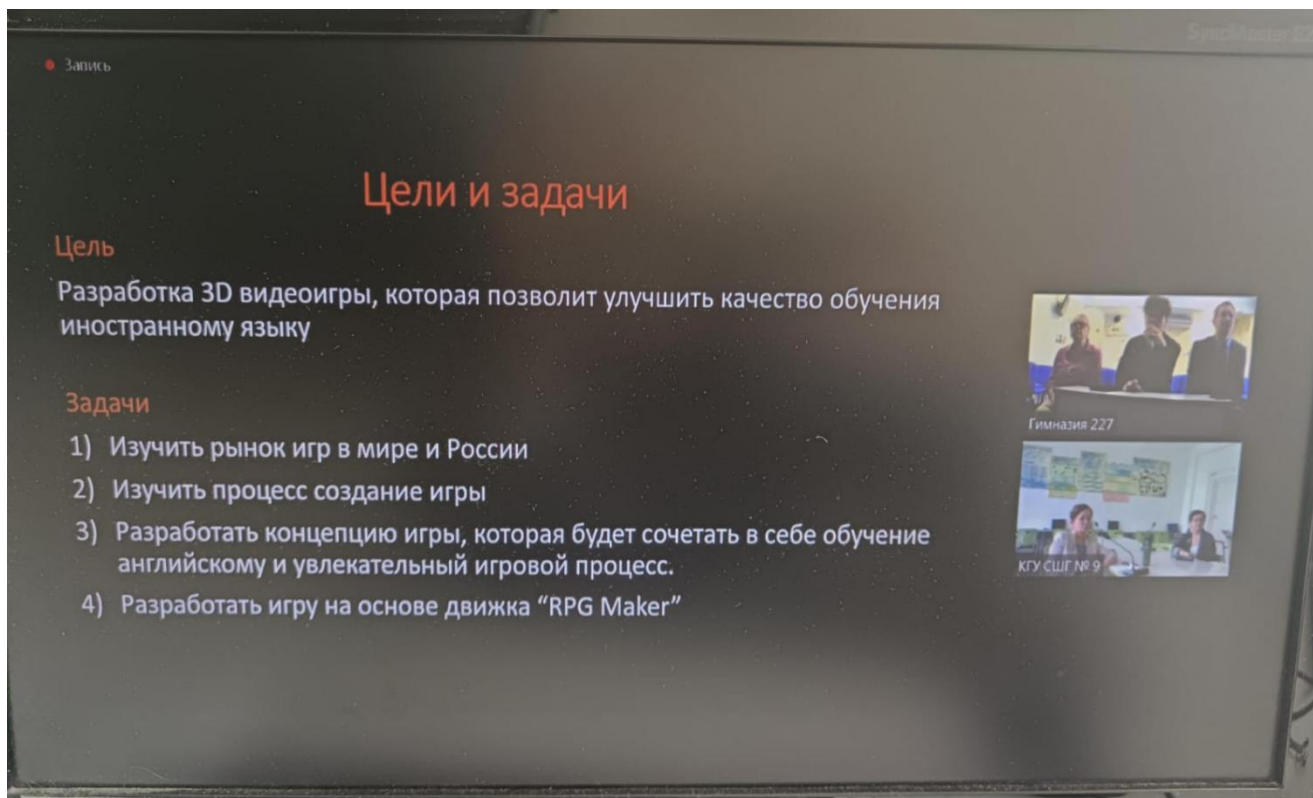 SyncMaster
Запись
Цели и задачи
Цель
Разработка 3D видеоигры, которая позволит улучшить качество обучения
иностранному языку
Задачи
1) Изучить рынок игр в мире и России
2) Изучить процесс создание игры
3) Разработать концепцию игры, которая будет сочетать в себе обучение
английскому и увлекательный игровой процесс.
4) Разработать игру на основе движка “RPG Maker”
Гимназия 227
КГУ СШГ № 9